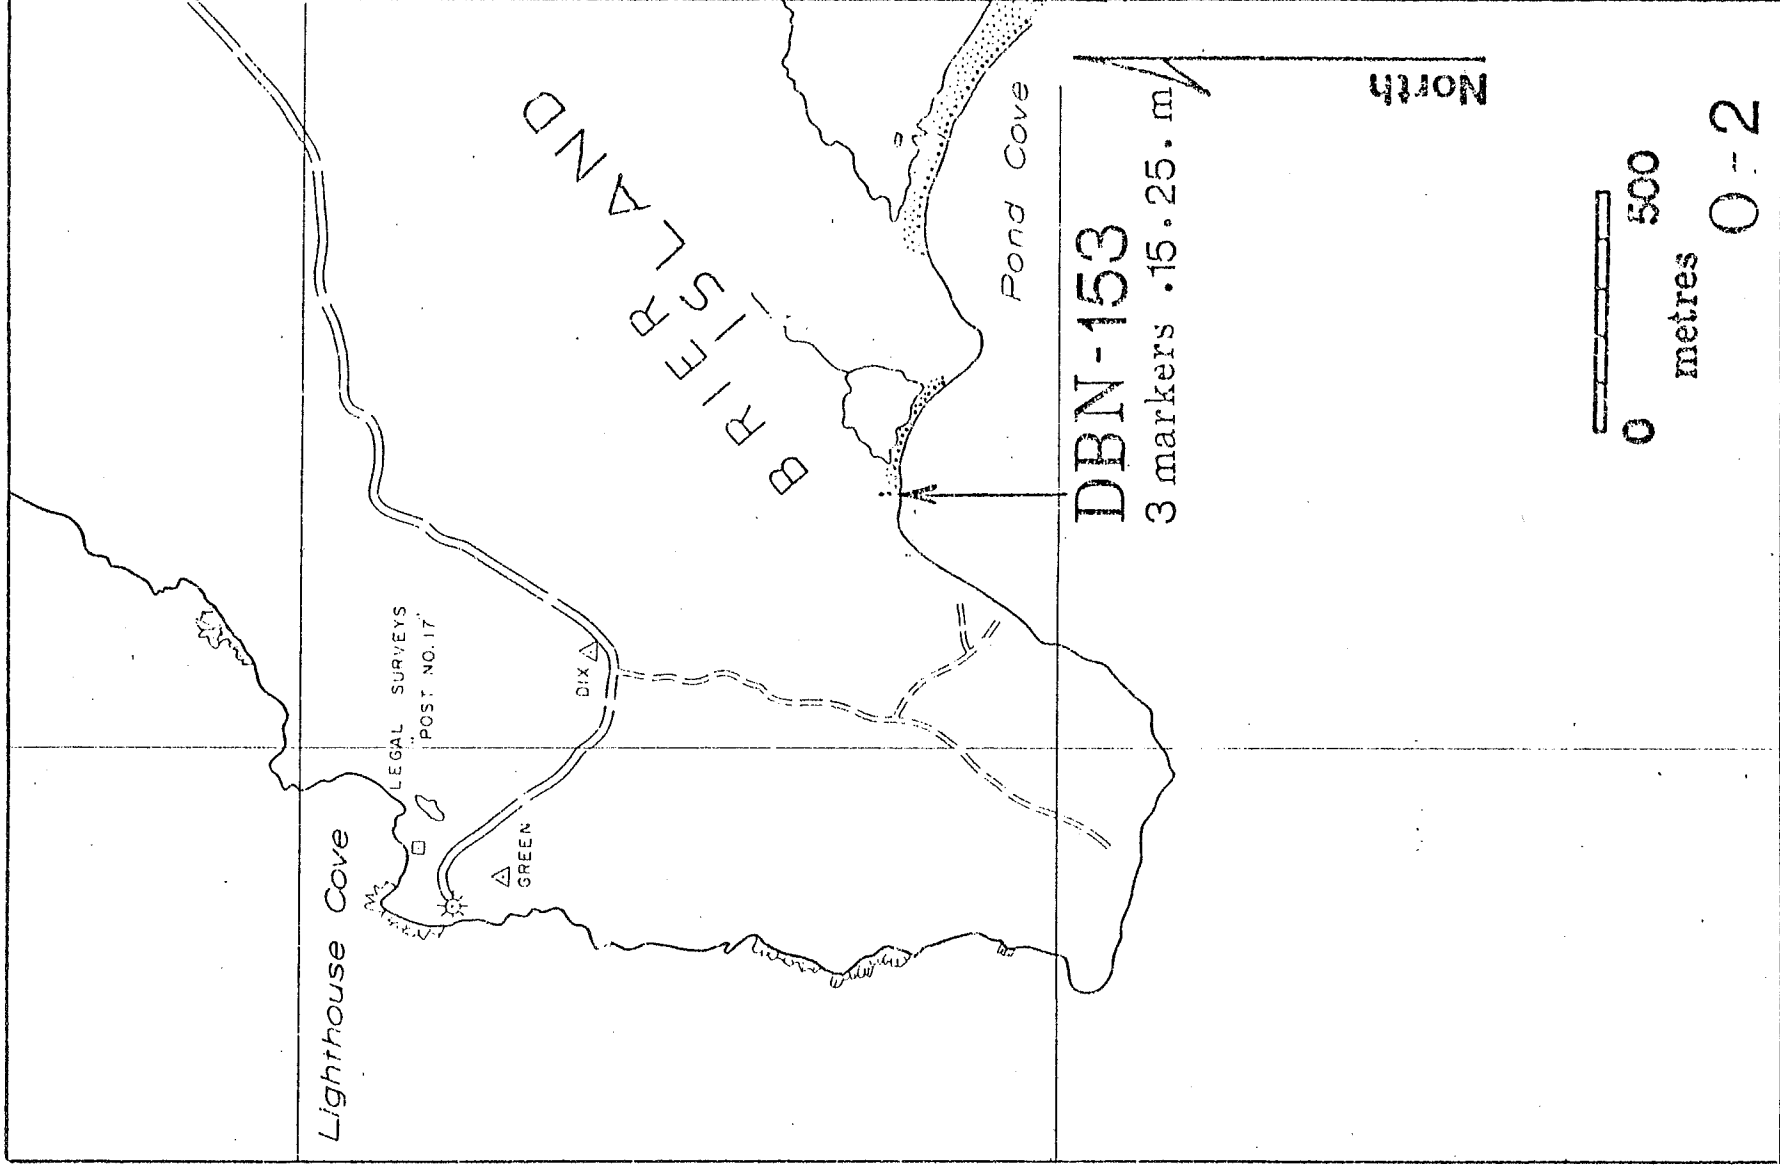 Lighthouse Cove
LEGAL SURVEYS
"POST NO. 17"
GREEN
DIX
BRIER
ISLAND
Pond Cove
DBN-153
3 markers .15.25. m
North
0 500
metres
0-2